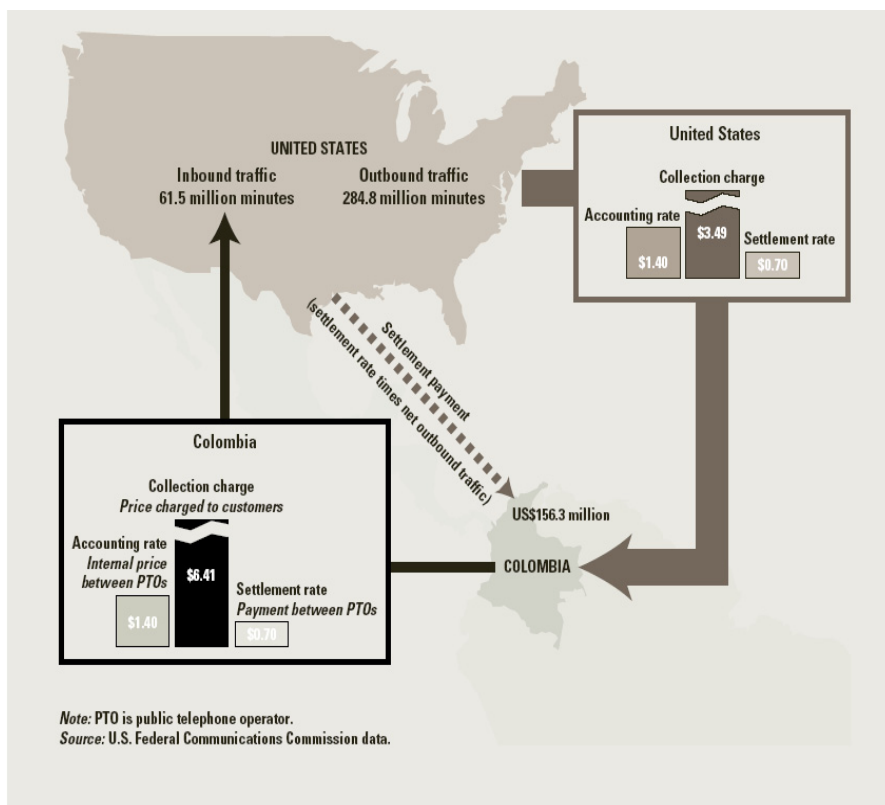 UNITED STATES
Inbound traffic
61.5 million minutes
Outbound traffic
284.8 million minutes
United States
Collection charge
Accounting rate
$3.49
Settlement rate
$1.40
$0.70
Settlement payment
(settlement rate times net outbound traffic)
US$156.3 million
COLOMBIA
Colombia
Collection charge
Price charged to customers
Accounting rate
Internal price
between PTOs
$6.41
Settlement rate
Payment between PTOs
$1.40
$0.70
Note: PTO is public telephone operator.
Source: U.S. Federal Communications Commission data.